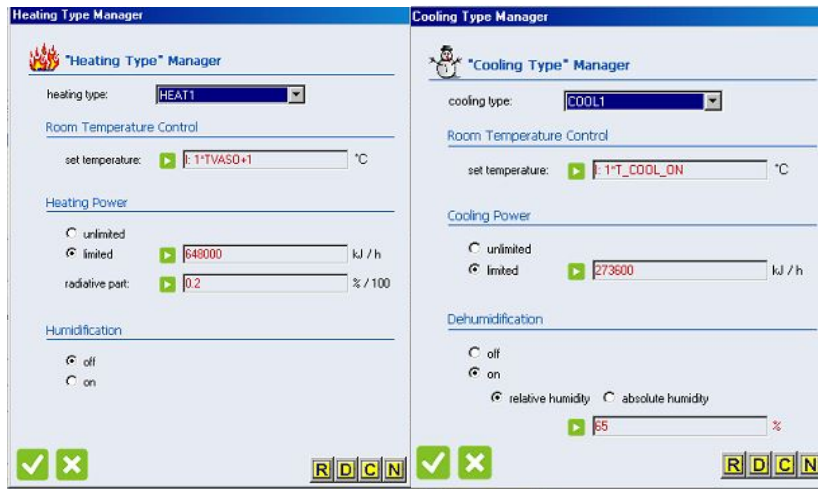 Heating Type Manager
"Heating Type" Manager
heating type: HEAT1
Room Temperature Control
set temperature: I: 1*TVASO+1 °C
Heating Power
unlimited
limited 648000 kJ / h
radiative part: 0.2 % / 100
Humidification
off
on
R D C N
Cooling Type Manager
"Cooling Type" Manager
cooling type: COOL1
Room Temperature Control
set temperature: I: 1*T_COOL_ON °C
Cooling Power
unlimited
limited 273600 kJ / h
Dehumidification
off
on
relative humidity absolute humidity
65 %
R D C N